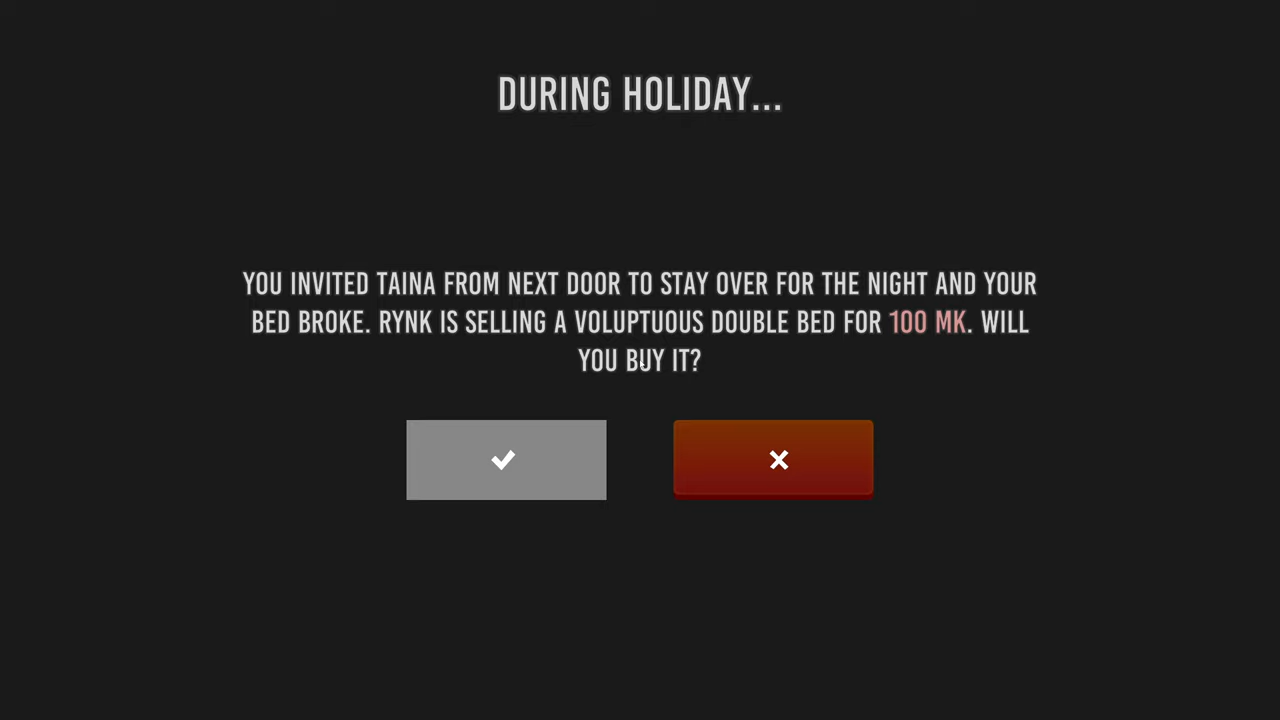 DURING HOLIDAY...
YOU INVITED TAINA FROM NEXT DOOR TO STAY OVER FOR THE NIGHT AND YOUR
BED BROKE. RYNK IS SELLING A VOLUPTUOUS DOUBLE BED FOR 100 MK. WILL
YOU BUY IT?